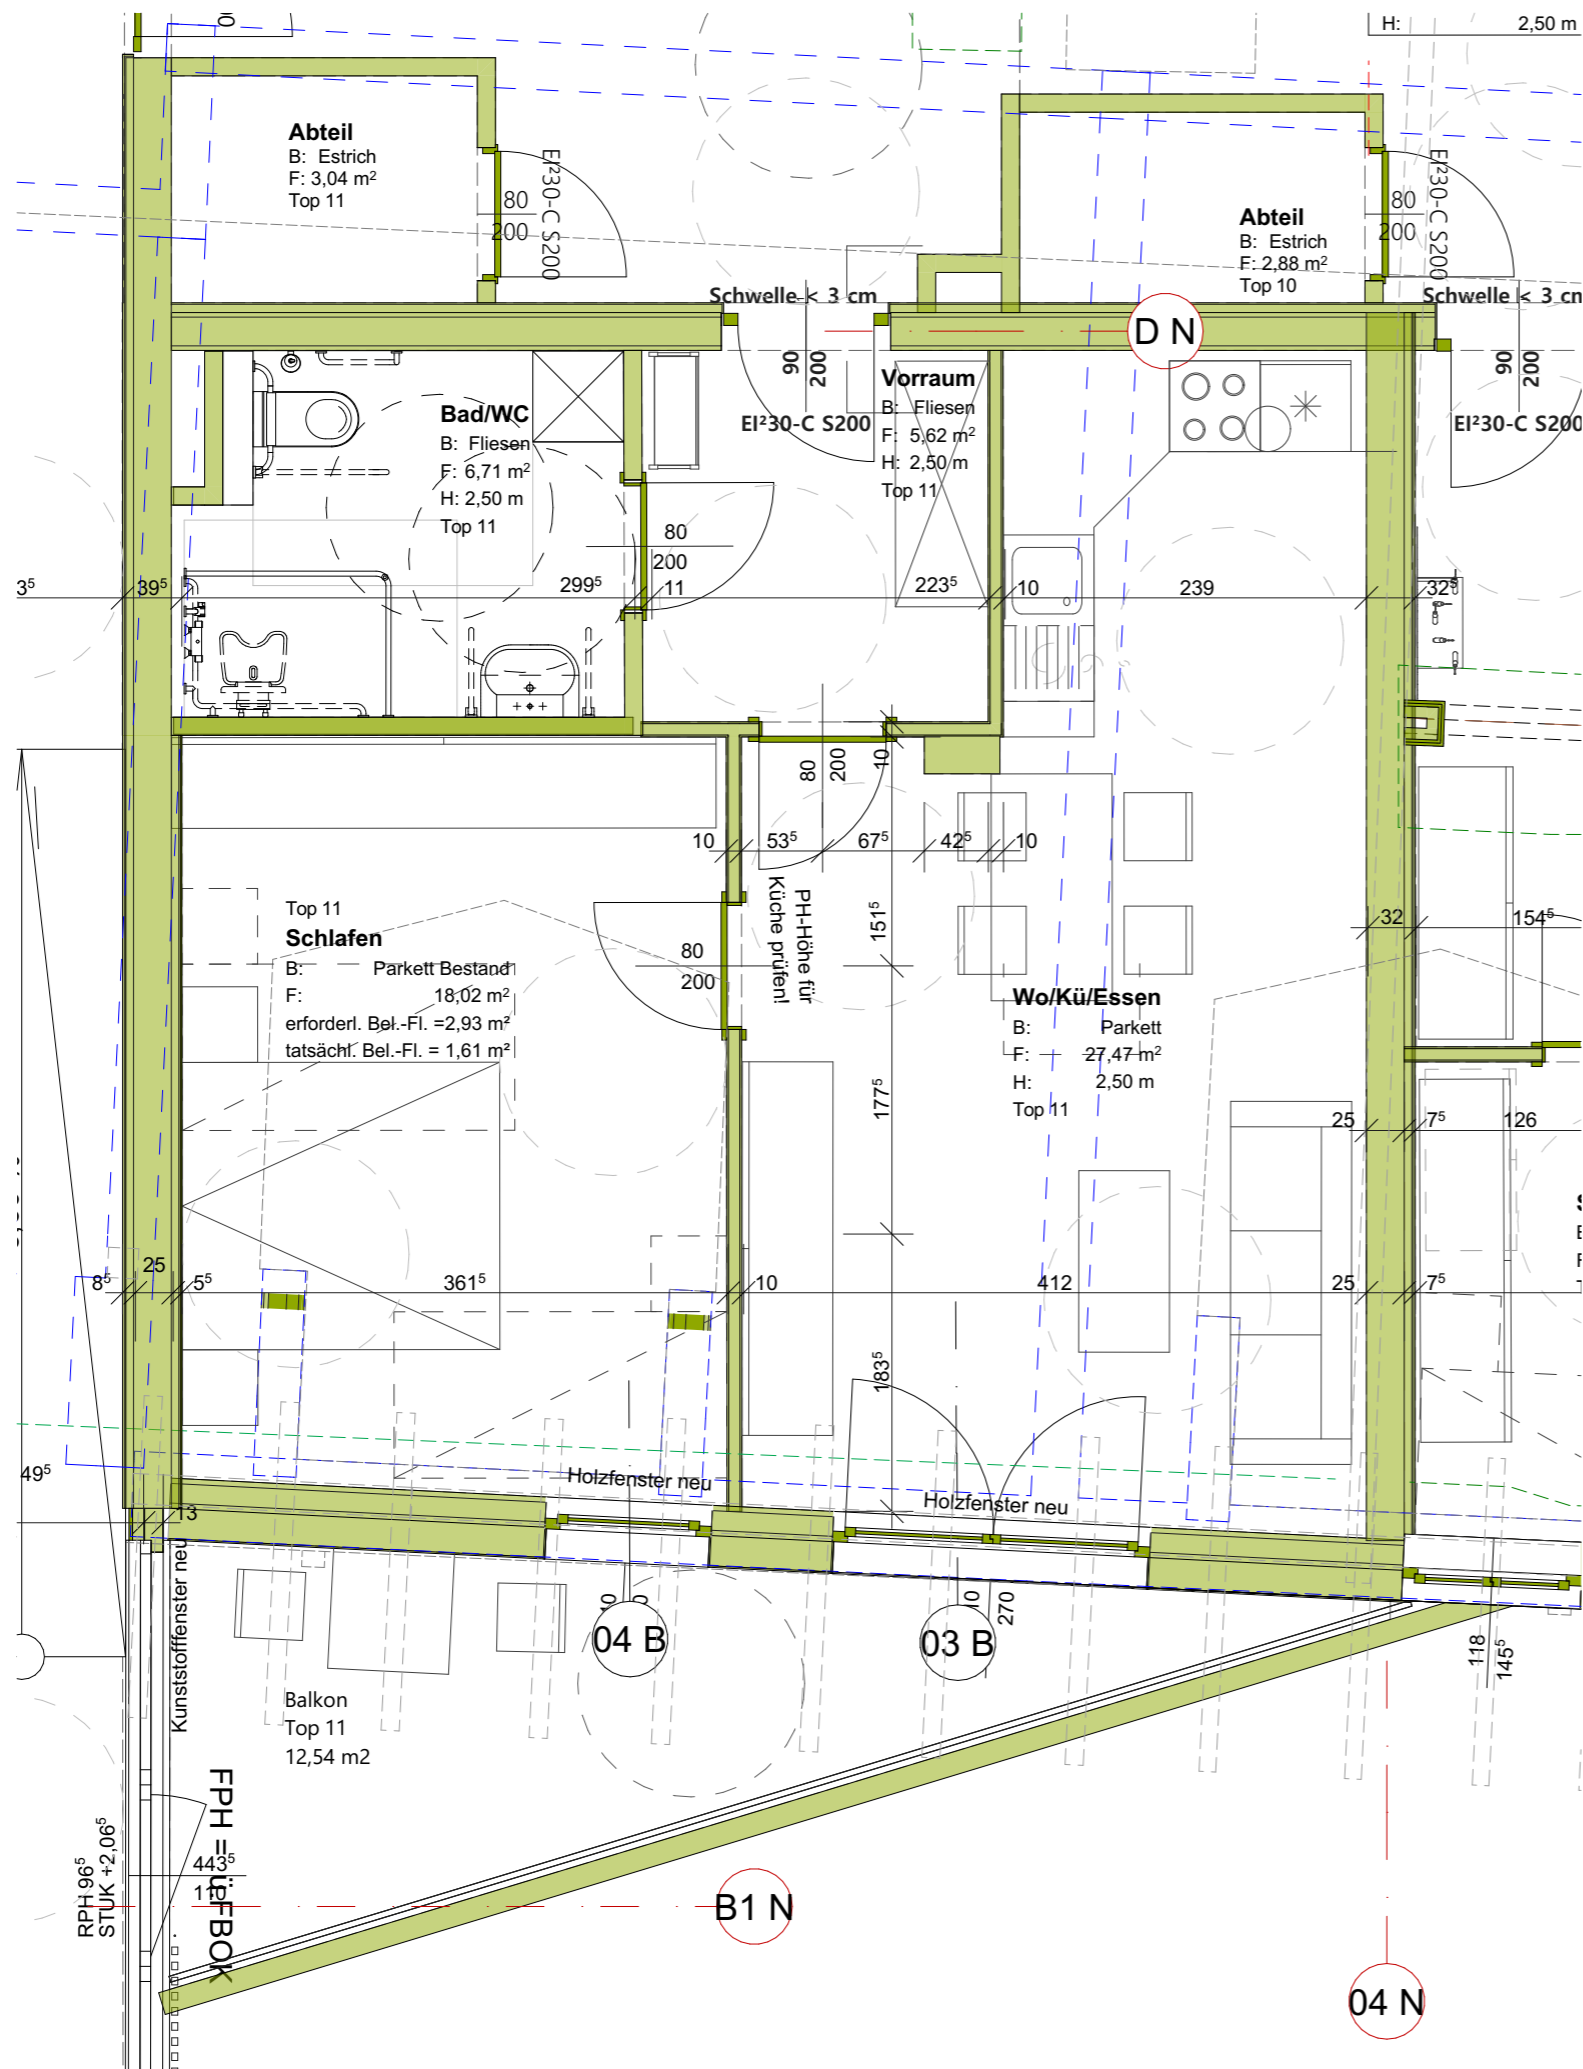 H: 2,50 m
Abteil
B: Estrich
F: 3,04 m²
Top 11
80
200
EI²30-C S200
Abteil
B: Estrich
F: 2,88 m²
Top 10
80
200
EI²30-C S200
Schwelle < 3 cm
Schwelle < 3 cm
D N
90
200
EI²30-C S200
90
200
EI²30-C S200
Vorraum
B: Fliesen
F: 5,62 m²
H: 2,50 m
Top 11
Bad/WC
B: Fliesen
F: 6,71 m²
H: 2,50 m
Top 11
80
200
3⁵
39⁵
299⁵
11
223⁵
10
239
32⁵
80
200
10
10
53⁵
67⁵
42⁵
10
PH-Höhe für
Küche prüfen!
151⁵
Top 11
Schlafen
B: Parkett Bestand
F: 18,02 m²
erforderl. Bel.-Fl. =2,93 m²
tatsächl. Bel.-Fl. = 1,61 m²
80
200
32
154⁵
Wo/Kü/Essen
B: Parkett
F: 27,47 m²
H: 2,50 m
Top 11
177⁵
25
7⁵
126
8⁵
25
5⁵
361⁵
10
412
25
7⁵
183⁵
49⁵
13
Holzfenster neu
Holzfenster neu
Kunststofffenster neu
04 B
03 B
270
118
145⁵
Balkon
Top 11
12,54 m2
FPH = üFBOK
RPH 96⁵
STUK +2,06⁵
443⁵
110
B1 N
04 N